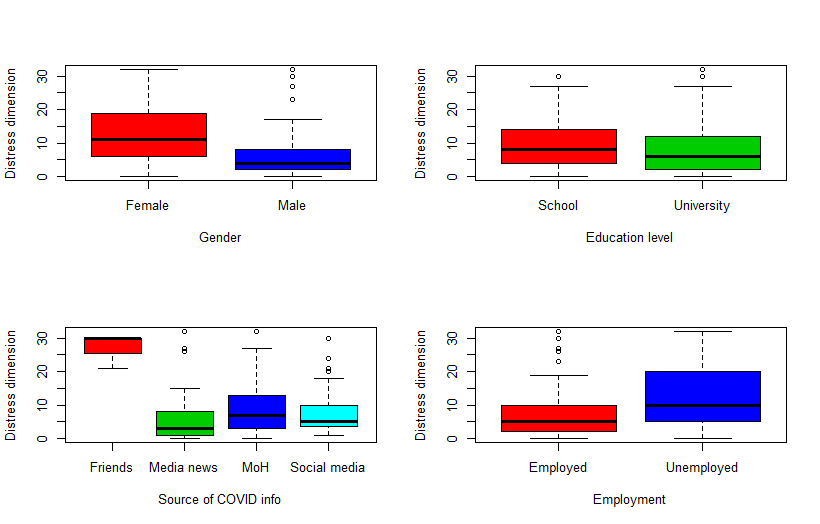 Distress dimension
0 10 20 30
Female Male
Gender
Distress dimension
0 10 20 30
School University
Education level
Distress dimension
0 10 20 30
Friends Media news MoH Social media
Source of COVID info
Distress dimension
0 10 20 30
Employed Unemployed
Employment